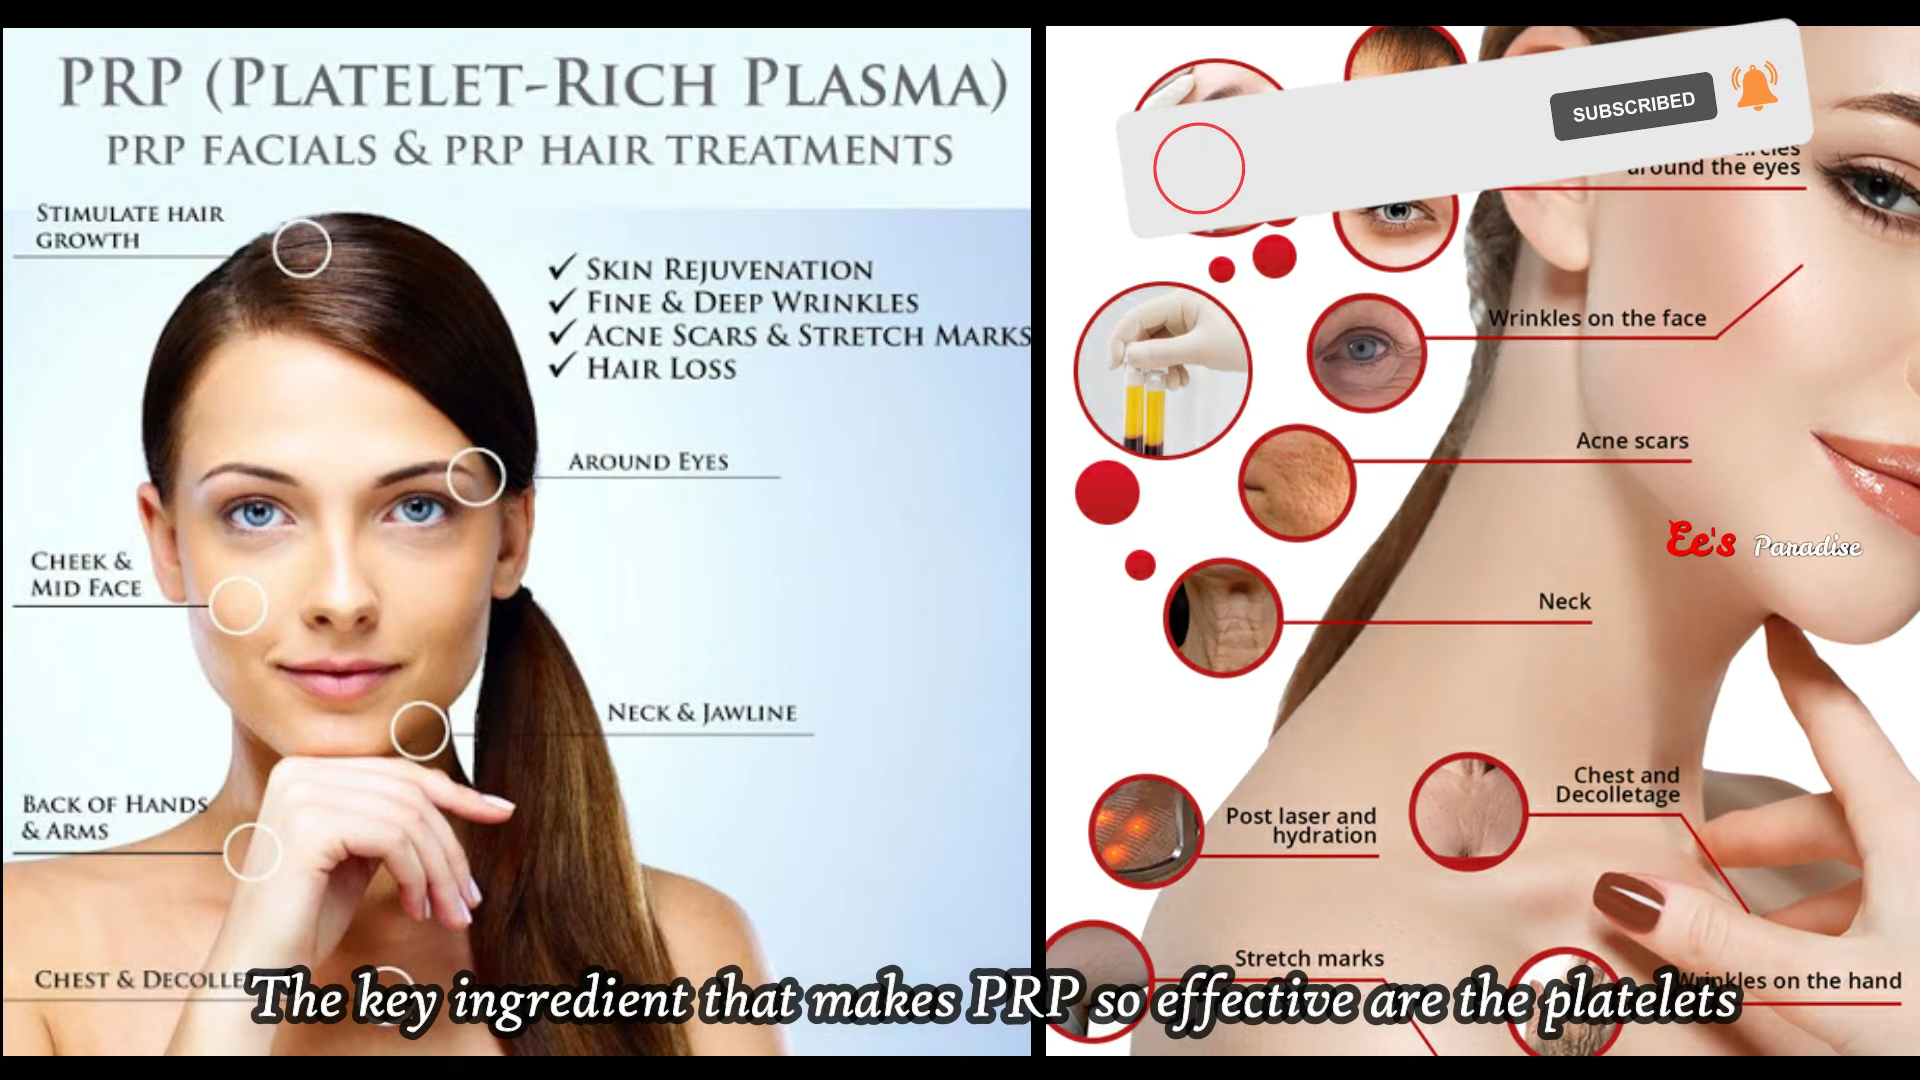 PRP (PLATELET-RICH PLASMA)
PRP FACIALS & PRP HAIR TREATMENTS
STIMULATE HAIR
GROWTH
✓ SKIN REJUVENATION
✓ FINE & DEEP WRINKLES
✓ ACNE SCARS & STRETCH MARKS
✓ HAIR LOSS
AROUND EYES
CHEEK &
MID FACE
NECK & JAWLINE
BACK OF HANDS
& ARMS
CHEST &
SUBSCRIBED
around the eyes
Wrinkles on the face
Acne scars
Ee's Paradise
Neck
Chest and
Decolletage
Post laser and
hydration
Stretch marks
Wrinkles on the hand
The key ingredient that makes PRP so effective are the platelets